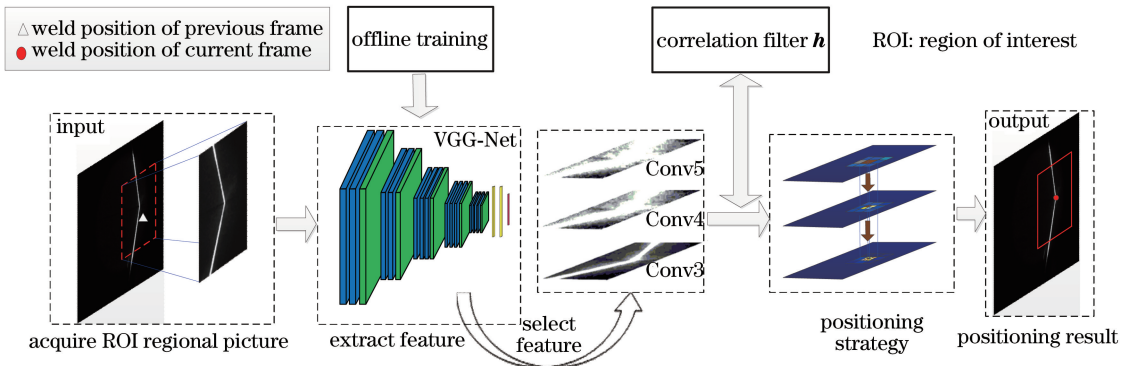 △ weld position of previous frame
● weld position of current frame
offline training
correlation filter h
ROI: region of interest
input
VGG-Net
Conv5
Conv4
Conv3
output
acquire ROI regional picture
extract feature
select
feature
positioning
strategy
positioning result